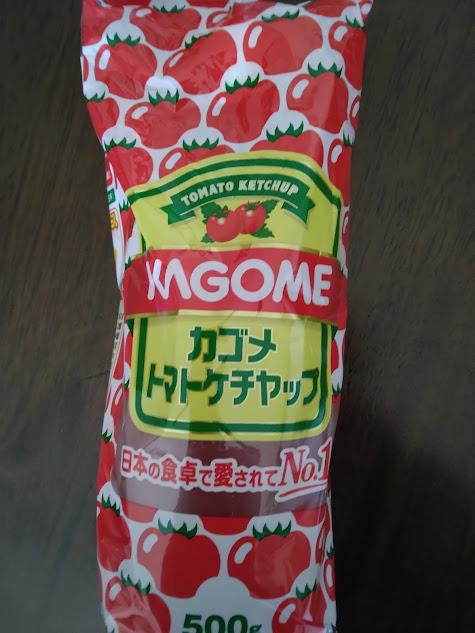 TOMATO KETCHUP
KAGOME
カゴメ
トマトケチャップ
日本の食卓で愛されてNo.1
500g